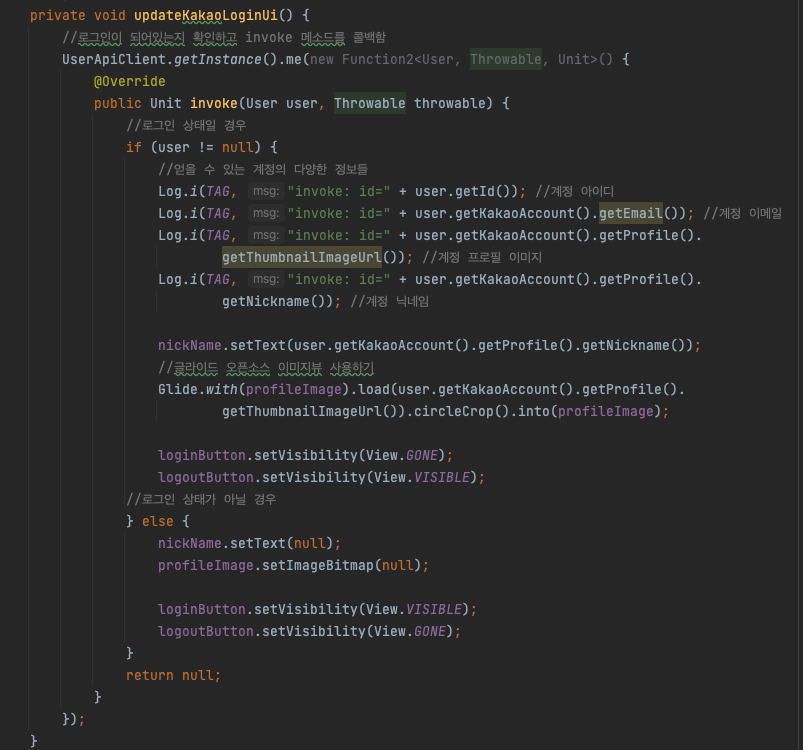 private void updateKakaoLoginUi() {
//로그인이 되어있는지 확인하고 invoke 메소드를 콜백함
UserApiClient.getInstance().me(new Function2<User, Throwable, Unit>() {
@Override
public Unit invoke(User user, Throwable throwable) {
//로그인 상태일 경우
if (user != null) {
//얻을 수 있는 계정의 다양한 정보들
Log.i(TAG, msg: "invoke: id=" + user.getId()); //계정 아이디
Log.i(TAG, msg: "invoke: id=" + user.getKakaoAccount().getEmail()); //계정 이메일
Log.i(TAG, msg: "invoke: id=" + user.getKakaoAccount().getProfile().
getThumbnailImageUrl()); //계정 프로필 이미지
Log.i(TAG, msg: "invoke: id=" + user.getKakaoAccount().getProfile().
getNickname()); //계정 닉네임
nickName.setText(user.getKakaoAccount().getProfile().getNickname());
//글라이드 오픈소스 이미지뷰 사용하기
Glide.with(profileImage).load(user.getKakaoAccount().getProfile().
getThumbnailImageUrl()).circleCrop().into(profileImage);
loginButton.setVisibility(View.GONE);
logoutButton.setVisibility(View.VISIBLE);
//로그인 상태가 아닐 경우
} else {
nickName.setText(null);
profileImage.setImageBitmap(null);
loginButton.setVisibility(View.VISIBLE);
logoutButton.setVisibility(View.GONE);
}
return null;
}
});
}